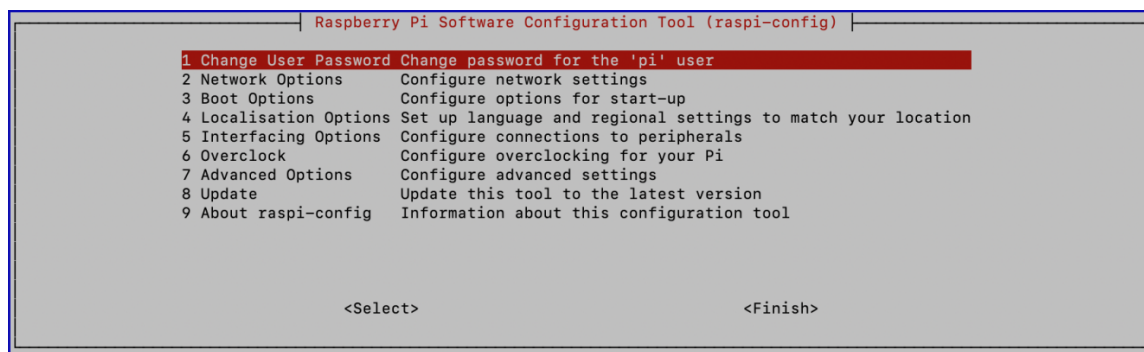 Raspberry Pi Software Configuration Tool (raspi-config)
1 Change User Password Change password for the 'pi' user
2 Network Options Configure network settings
3 Boot Options Configure options for start-up
4 Localisation Options Set up language and regional settings to match your location
5 Interfacing Options Configure connections to peripherals
6 Overclock Configure overclocking for your Pi
7 Advanced Options Configure advanced settings
8 Update Update this tool to the latest version
9 About raspi-config Information about this configuration tool
<Select> <Finish>